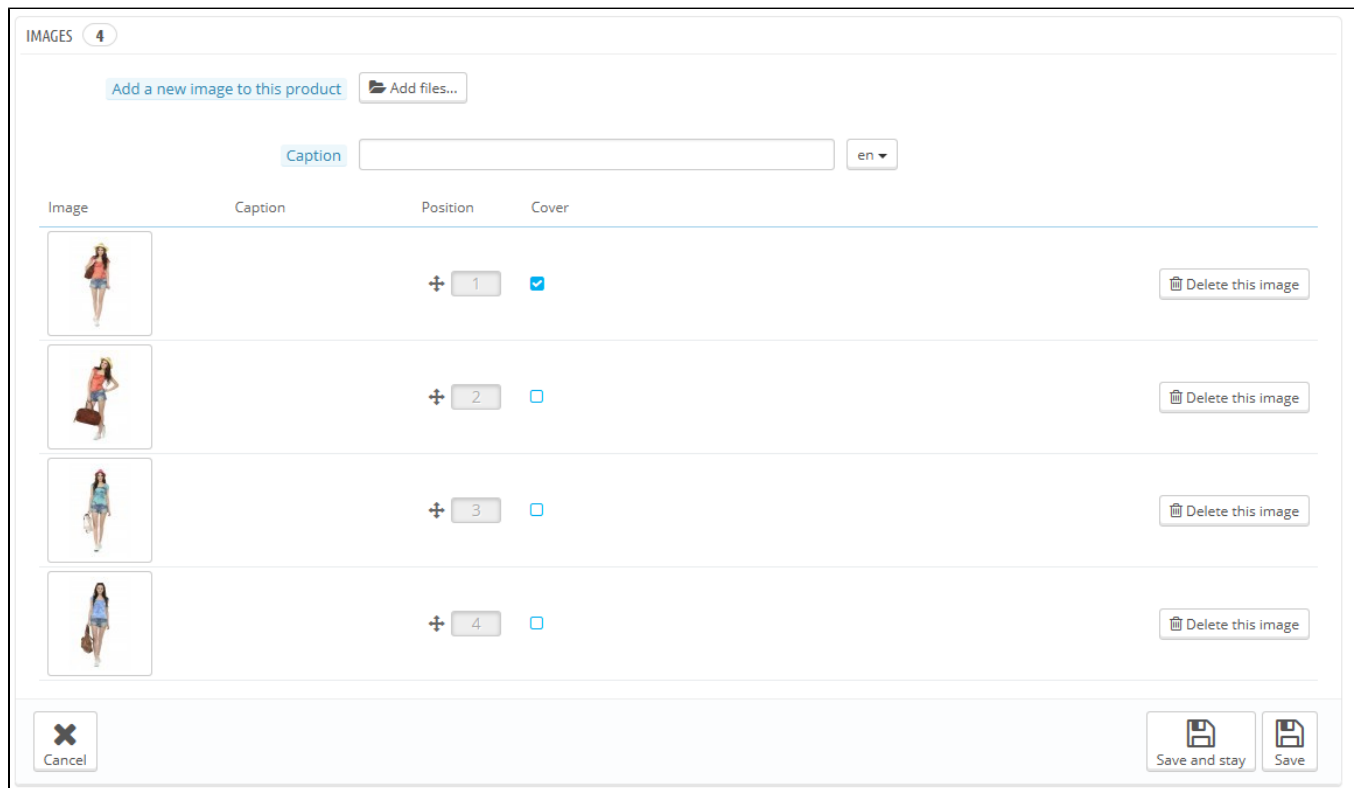 IMAGES 4
Add a new image to this product Add files...
Caption en
Image Caption Position Cover
1 Delete this image
2 Delete this image
3 Delete this image
4 Delete this image
Cancel Save and stay Save